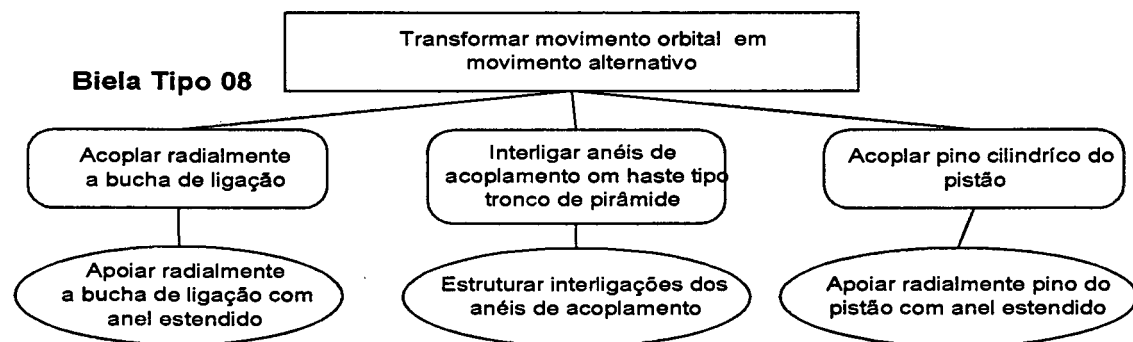 Transformar movimento orbital em
movimento alternativo
Biela Tipo 08
Acoplar radialmente
a bucha de ligação
Interligar anéis de
acoplamento om haste tipo
tronco de pirâmide
Acoplar pino cilindríco do
pistão
Apoiar radialmente
a bucha de ligação com
anel estendido
Estruturar interligações dos
anéis de acoplamento
Apoiar radialmente pino do
pistão com anel estendido